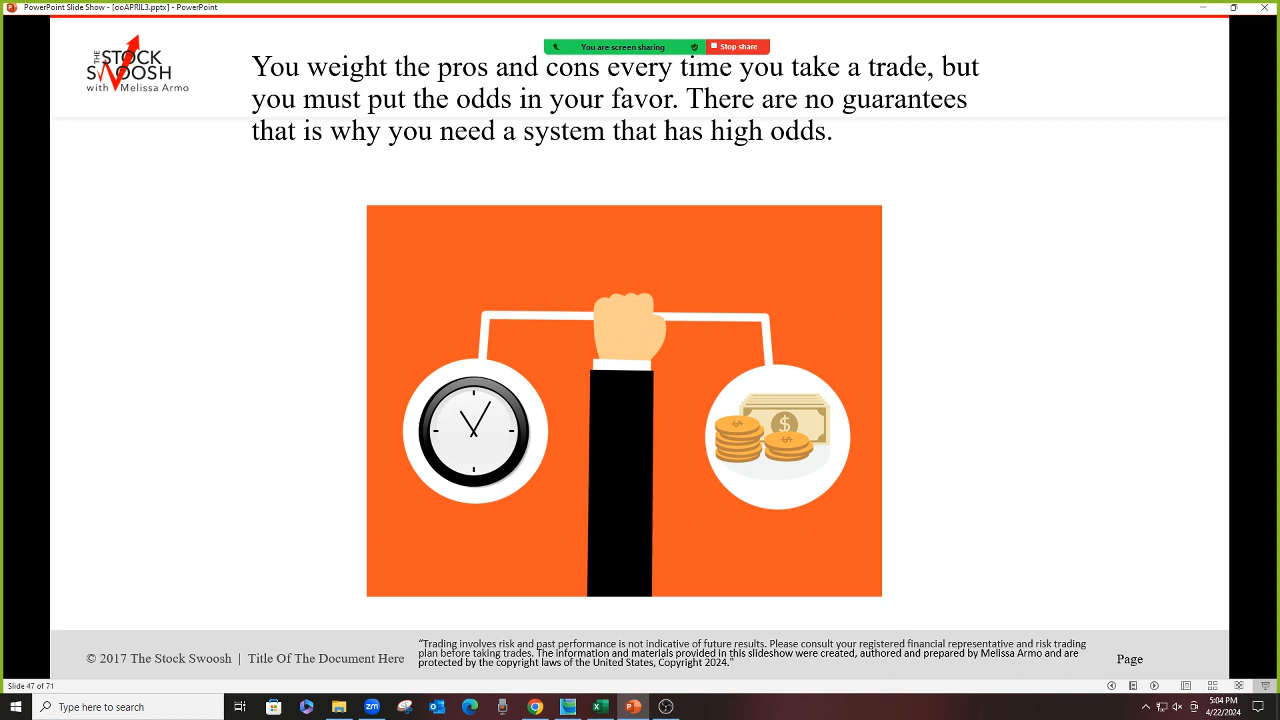 PowerPoint Slide Show - [ooAPRIL3.pptx] - PowerPoint
You are screen sharing
Stop share
THE STOCK
SWOOSH
with Melissa Armo
You weight the pros and cons every time you take a trade, but
you must put the odds in your favor. There are no guarantees
that is why you need a system that has high odds.
$
$
$
© 2017 The Stock Swoosh | Title Of The Document Here
“Trading involves risk and past performance is not indicative of future results. Please consult your registered financial representative and risk trading
plan before taking trades. The information and materials provided in this slideshow were created, authored and prepared by Melissa Armo and are
protected by the copyright laws of the United States, Copyright 2024.”
Page
Slide 47 of 71
Type here to search
5:04 PM
4/22/2024